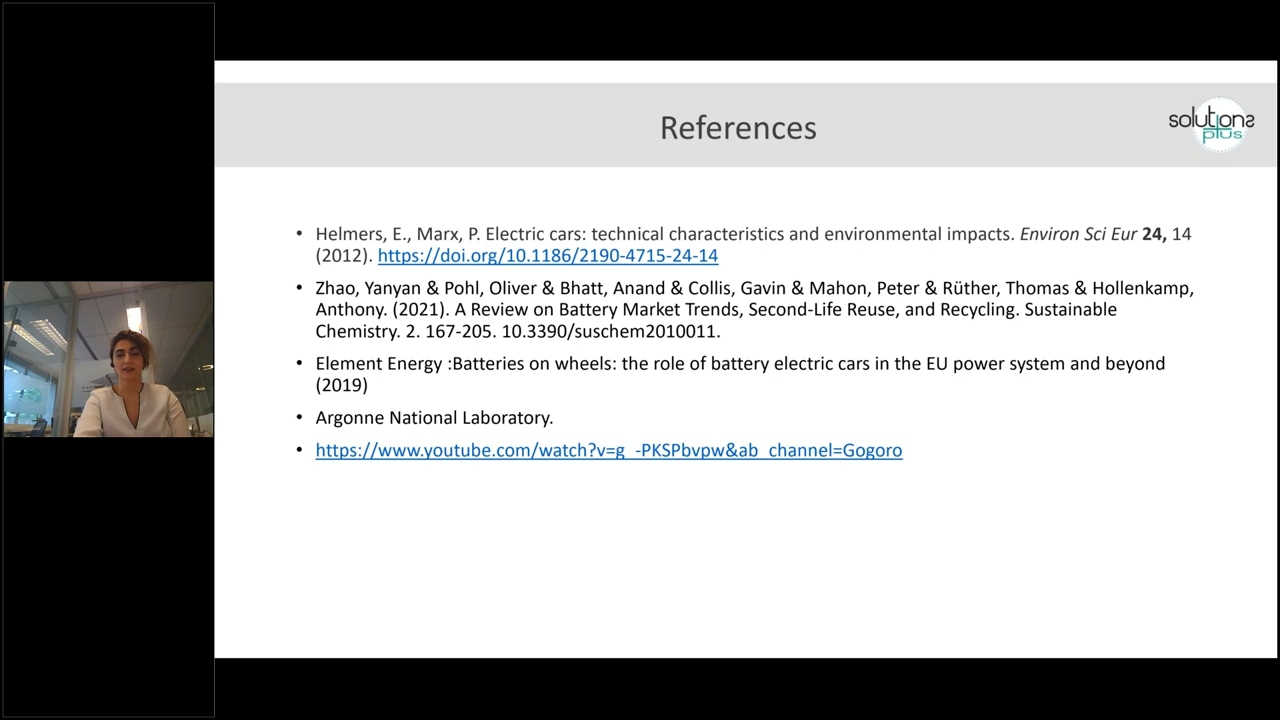 References
solutions
plus
• Helmers, E., Marx, P. Electric cars: technical characteristics and environmental impacts. Environ Sci Eur 24, 14
(2012). https://doi.org/10.1186/2190-4715-24-14
• Zhao, Yanyan & Pohl, Oliver & Bhatt, Anand & Collis, Gavin & Mahon, Peter & Rüther, Thomas & Hollenkamp,
Anthony. (2021). A Review on Battery Market Trends, Second-Life Reuse, and Recycling. Sustainable
Chemistry. 2. 167-205. 10.3390/suschem2010011.
• Element Energy :Batteries on wheels: the role of battery electric cars in the EU power system and beyond
(2019)
• Argonne National Laboratory.
• https://www.youtube.com/watch?v=g_-PKSPbvpw&ab_channel=Gogoro